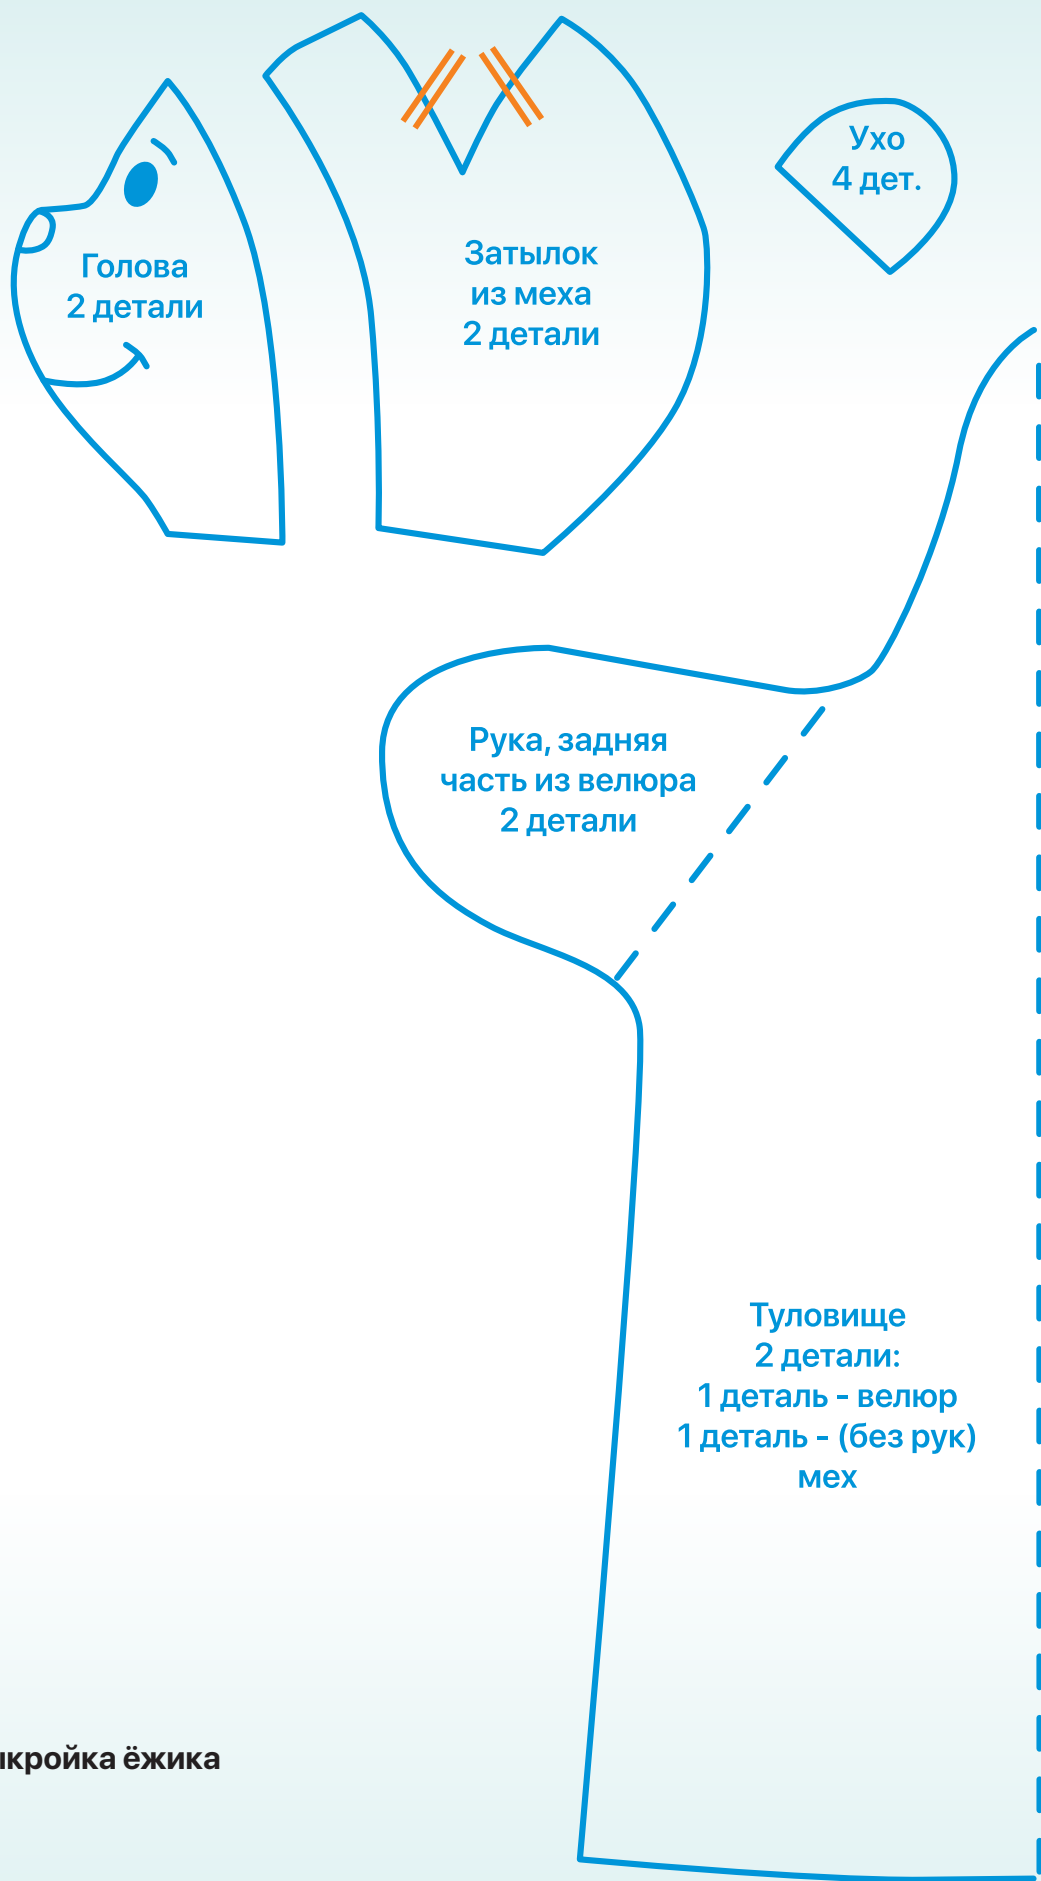 Ухо
4 дет.
Голова
2 детали
Затылок
из меха
2 детали
Рука, задняя
часть из велюра
2 детали
Туловище
2 детали:
1 деталь - велюр
1 деталь - (без рук)
мех
ыкройка ёжика